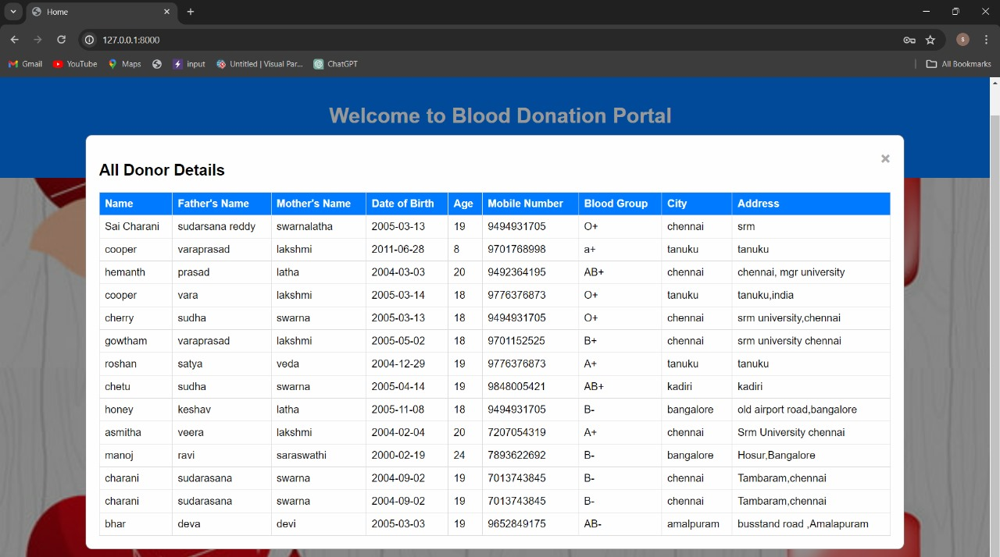 Home
127.0.0.1:8000
S
Gmail YouTube Maps input Untitled | Visual Par... ChatGPT All Bookmarks
Welcome to Blood Donation Portal
×
All Donor Details
Name Father's Name Mother's Name Date of Birth Age Mobile Number Blood Group City Address
Sai Charani sudarsana reddy swarnalatha 2005-03-13 19 9494931705 O+ chennai srm
cooper varaprasad lakshmi 2011-06-28 8 9701768998 a+ tanuku tanuku
hemanth prasad latha 2004-03-03 20 9492364195 AB+ chennai chennai, mgr university
cooper vara lakshmi 2005-03-14 18 9776376873 O+ tanuku tanuku,india
cherry sudha swarna 2005-03-13 18 9494931705 O+ chennai srm university,chennai
gowtham varaprasad lakshmi 2005-05-02 18 9701152525 B+ chennai srm university chennai
roshan satya veda 2004-12-29 19 9776376873 A+ tanuku tanuku
chetu sudha swarna 2005-04-14 19 9848005421 AB+ kadiri kadiri
honey keshav latha 2005-11-08 18 9494931705 B- bangalore old airport road,bangalore
asmitha veera lakshmi 2004-02-04 20 7207054319 A+ chennai Srm University chennai
manoj ravi saraswathi 2000-02-19 24 7893622692 B- bangalore Hosur,Bangalore
charani sudarasana swarna 2004-09-02 19 7013743845 B- chennai Tambaram,chennai
charani sudarasana swarna 2004-09-02 19 7013743845 B- chennai Tambaram,chennai
bhar deva devi 2005-03-03 19 9652849175 AB- amalpuram busstand road ,Amalapuram